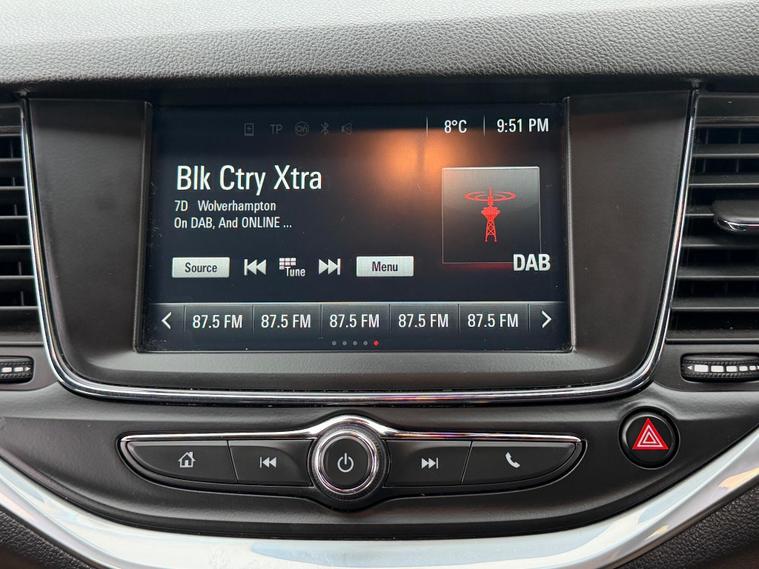 TP
8°C
9:51 PM
Blk Ctry Xtra
7D Wolverhampton
On DAB, And ONLINE ...
DAB
Source
Tune
Menu
87.5 FM 87.5 FM 87.5 FM 87.5 FM 87.5 FM